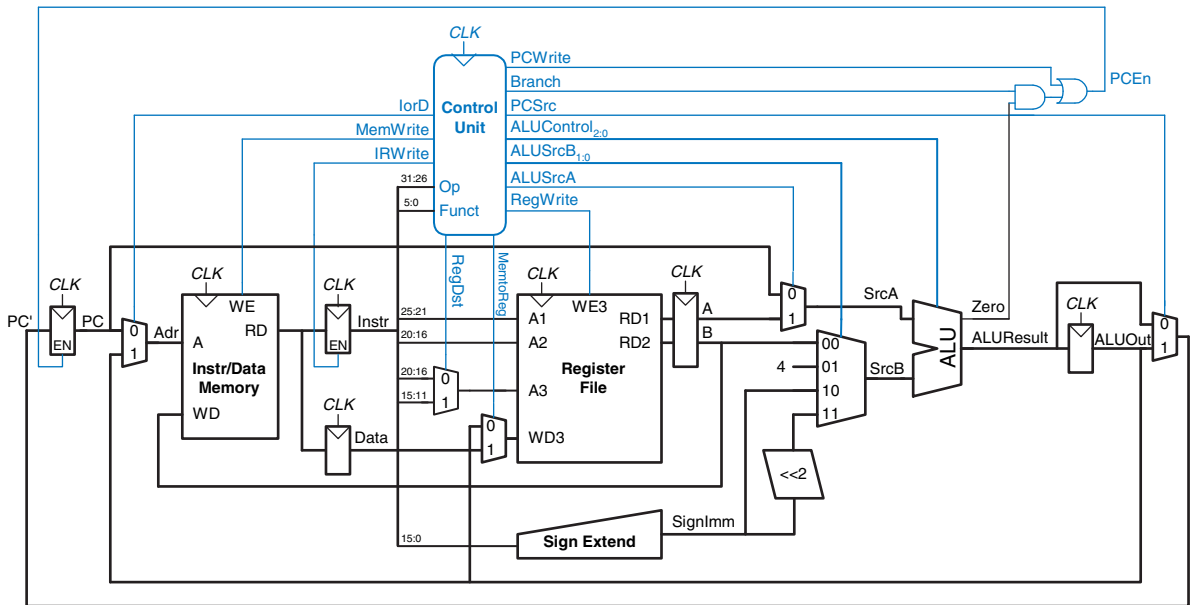 CLK
PCWrite
Branch
PCSrc
ALUControl2:0
ALUSrcB1:0
ALUSrcA
RegWrite
PCEn
IorD
MemWrite
IRWrite
Control
Unit
31:26
Op
5:0
Funct
RegDst
MemtoReg
CLK
PC'
PC
EN
0
1
Adr
CLK
WE
A
RD
Instr/Data
Memory
WD
CLK
EN
Instr
CLK
Data
25:21
20:16
20:16
15:11
0
1
0
1
CLK
WE3
A1
A2
A3
WD3
RD1
RD2
Register
File
CLK
A
B
0
1
SrcA
4
00
01
10
11
SrcB
<<2
15:0
Sign Extend
SignImm
ALU
Zero
ALUResult
CLK
ALUOut
0
1